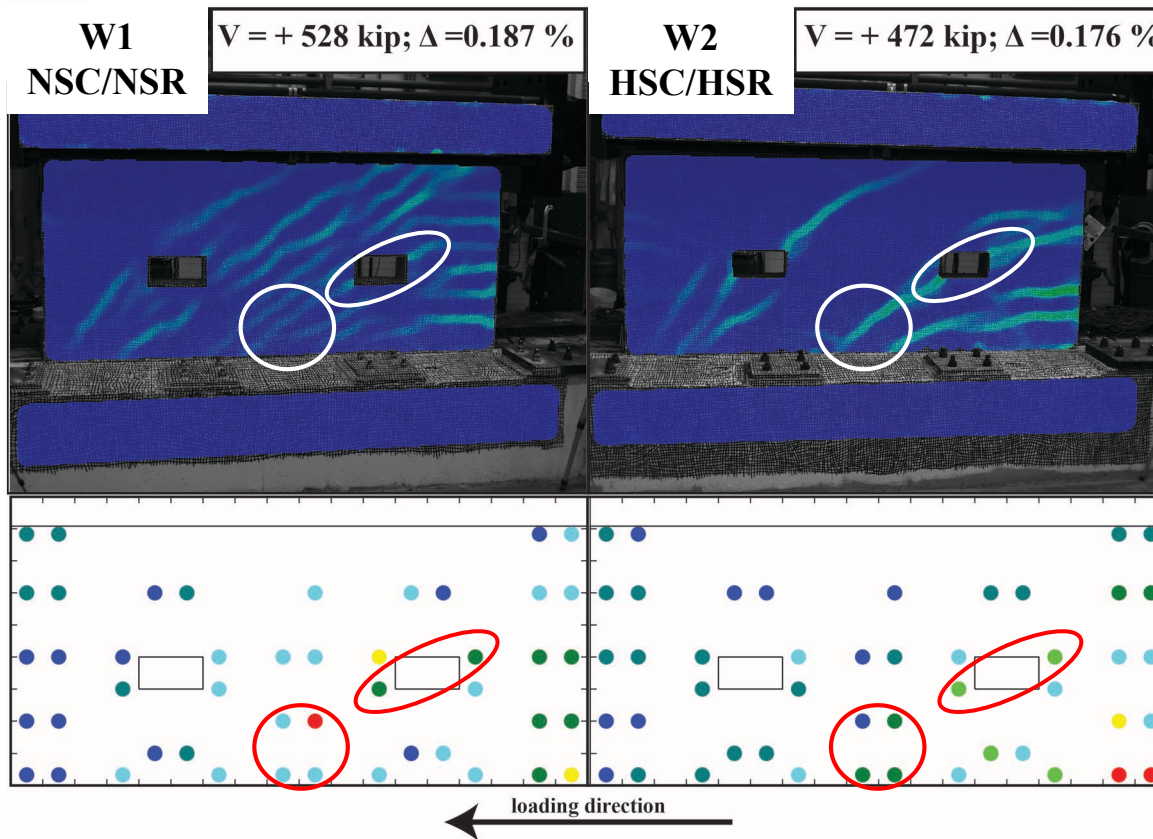 W1
NSC/NSR
V = + 528 kip; Δ =0.187 %
W2
HSC/HSR
V = + 472 kip; Δ =0.176 %
loading direction